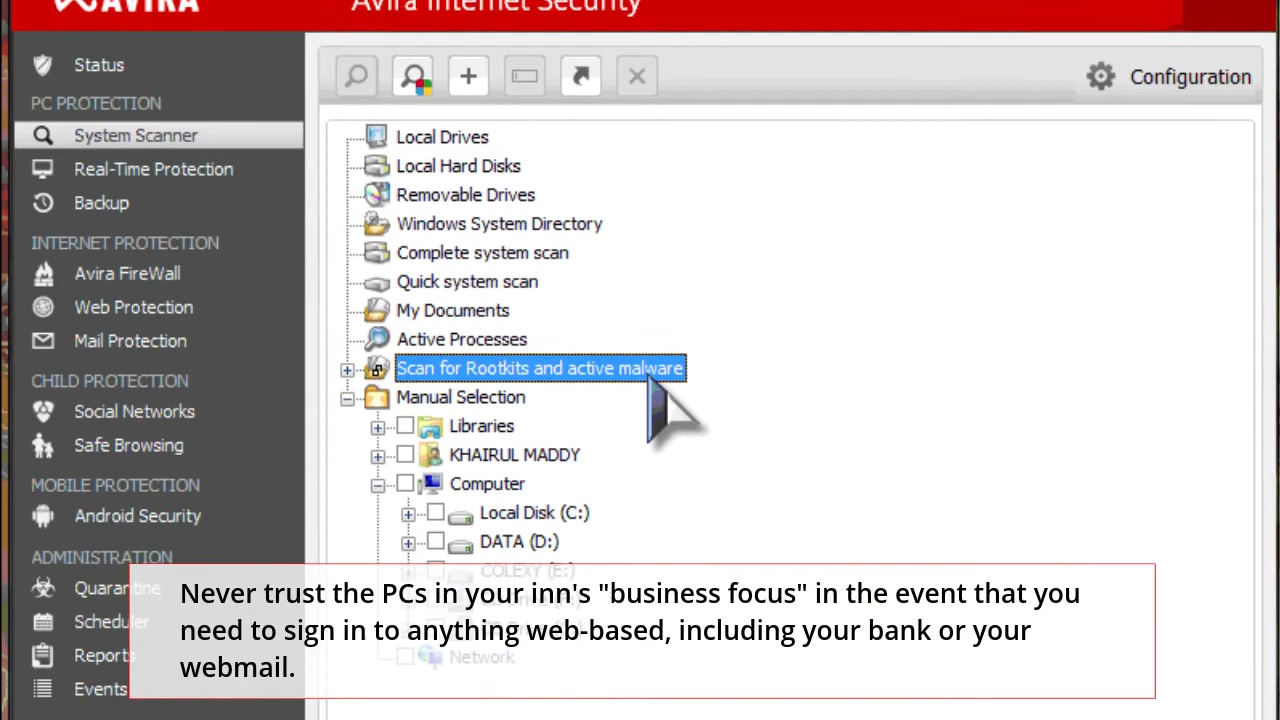 AVIRA
Avira Internet Security
Status
PC PROTECTION
System Scanner
Real-Time Protection
Backup
INTERNET PROTECTION
Avira FireWall
Web Protection
Mail Protection
CHILD PROTECTION
Social Networks
Safe Browsing
MOBILE PROTECTION
Android Security
ADMINISTRATION
Quarantine
Scheduler
Reports
Events
Configuration
Local Drives
Local Hard Disks
Removable Drives
Windows System Directory
Complete system scan
Quick system scan
My Documents
Active Processes
Scan for Rootkits and active malware
Manual Selection
Libraries
KHAIRUL MADDY
Computer
Local Disk (C:)
DATA (D:)
COLEXY (E:)
Network
Never trust the PCs in your inn's "business focus" in the event that you
need to sign in to anything web-based, including your bank or your
webmail.